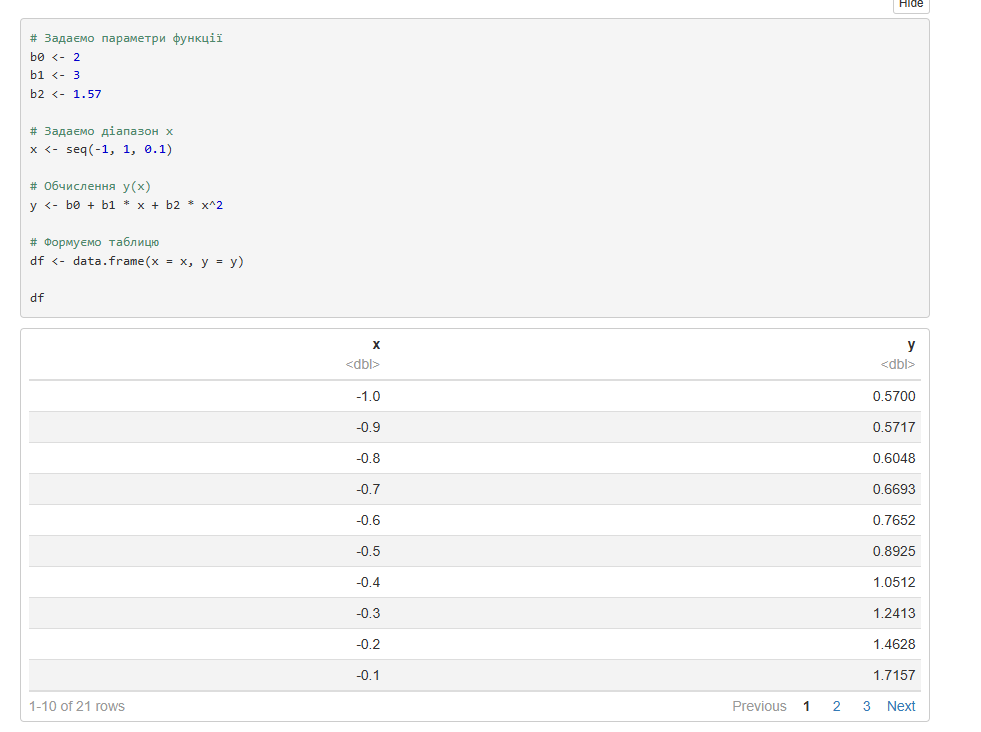 Hide
# Задаємо параметри функції
b0 <- 2
b1 <- 3
b2 <- 1.57
# Задаємо діапазон x
x <- seq(-1, 1, 0.1)
# Обчислення y(x)
y <- b0 + b1 * x + b2 * x^2
# Формуємо таблицю
df <- data.frame(x = x, y = y)
df
x y
<dbl> <dbl>
-1.0 0.5700
-0.9 0.5717
-0.8 0.6048
-0.7 0.6693
-0.6 0.7652
-0.5 0.8925
-0.4 1.0512
-0.3 1.2413
-0.2 1.4628
-0.1 1.7157
1-10 of 21 rows Previous 1 2 3 Next